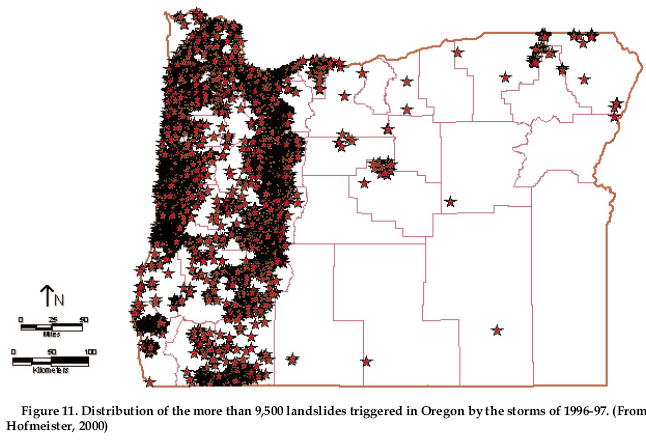 N
0 25 50
Miles
0 50 100
Kilometers
Figure 11. Distribution of the more than 9,500 landslides triggered in Oregon by the storms of 1996-97. (From
Hofmeister, 2000)